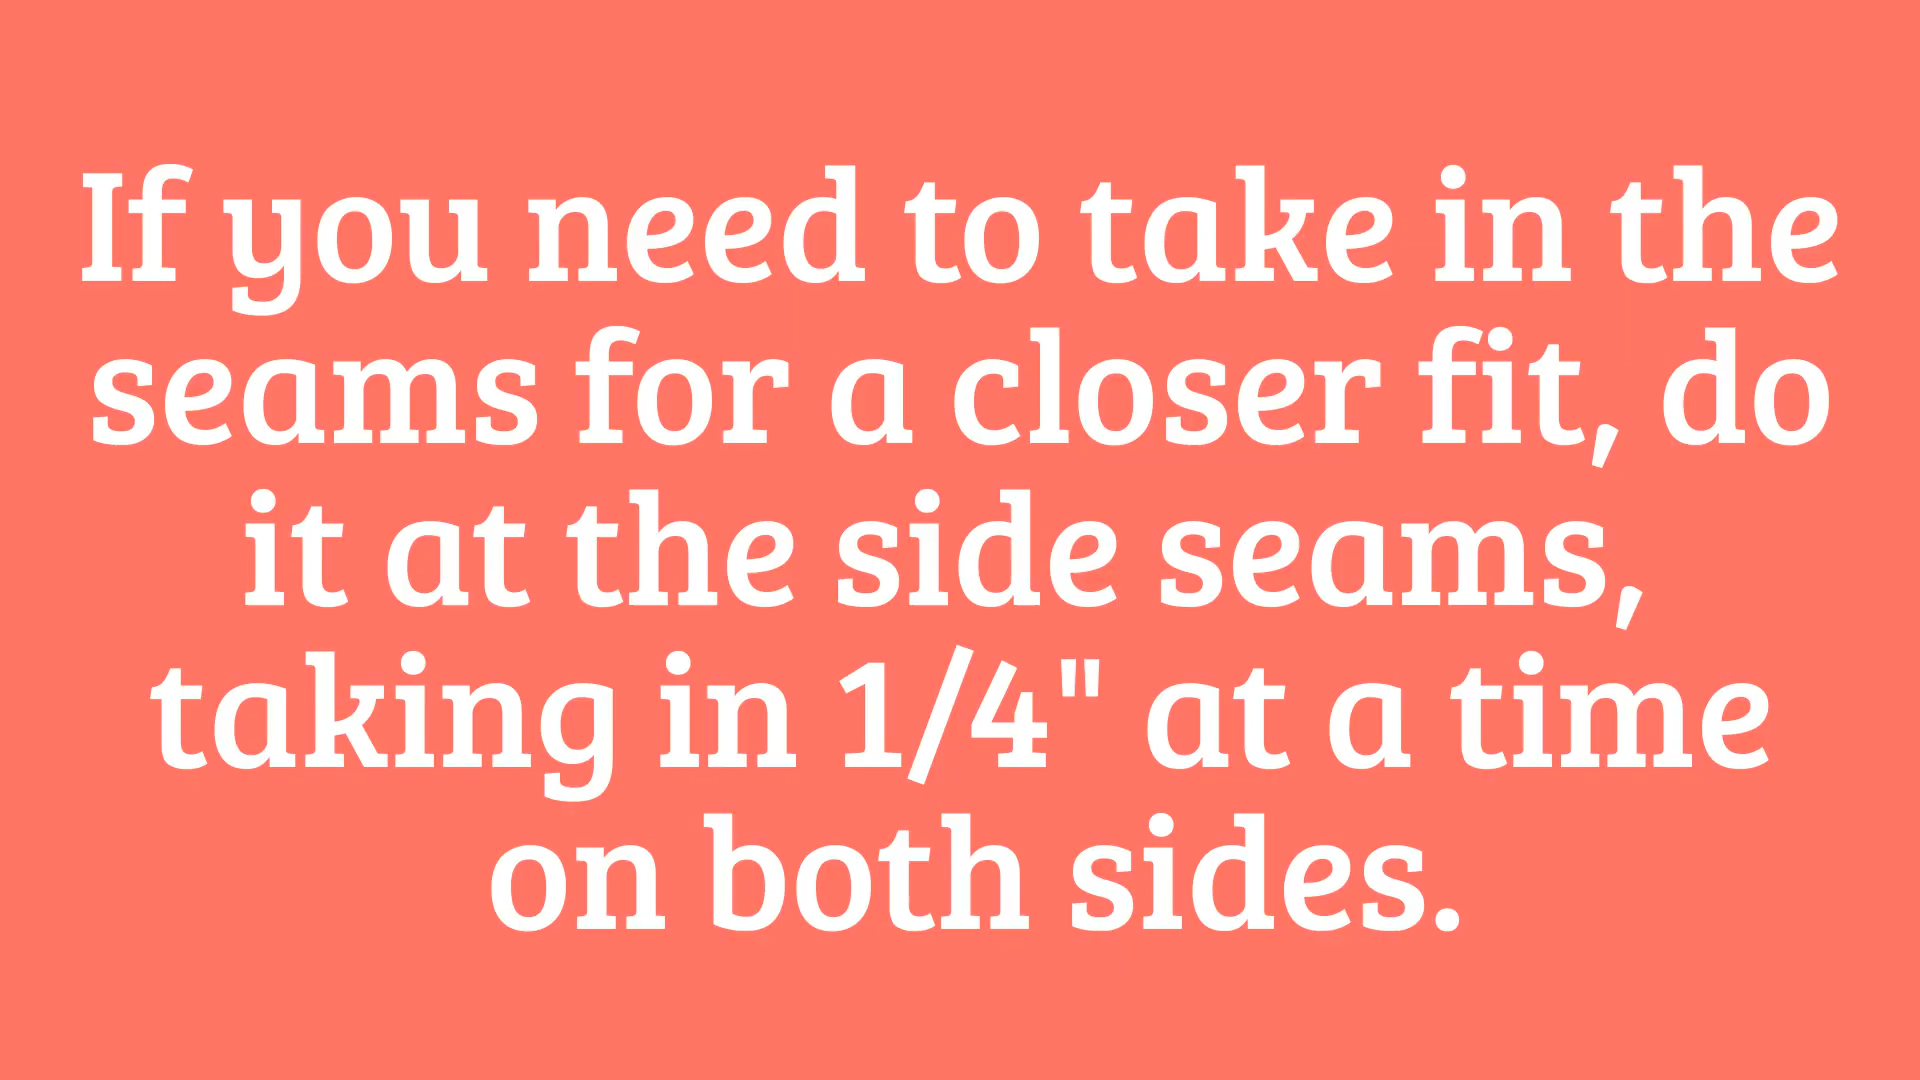 If you need to take in the
seams for a closer fit, do
it at the side seams,
taking in 1/4" at a time
on both sides.